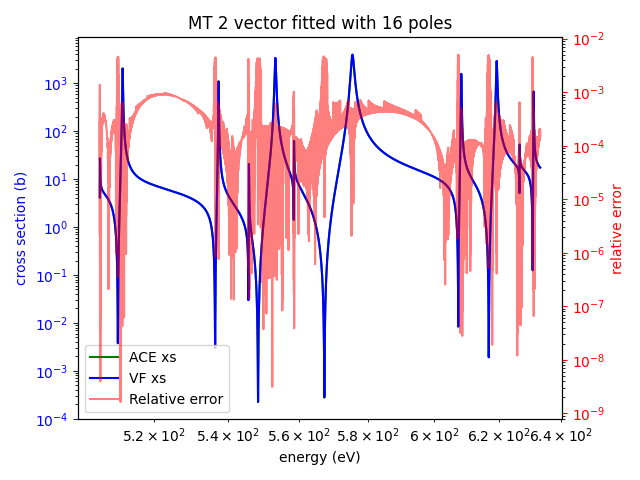 MT 2 vector fitted with 16 poles
10³
10²
10¹
10⁰
10⁻¹
10⁻²
10⁻³
10⁻⁴
cross section (b)
10⁻²
10⁻³
10⁻⁴
10⁻⁵
10⁻⁶
10⁻⁷
10⁻⁸
10⁻⁹
relative error
ACE xs
VF xs
Relative error
5.2 × 10² 5.4 × 10² 5.6 × 10² 5.8 × 10² 6 × 10² 6.2 × 10² 6.4 × 10²
energy (eV)